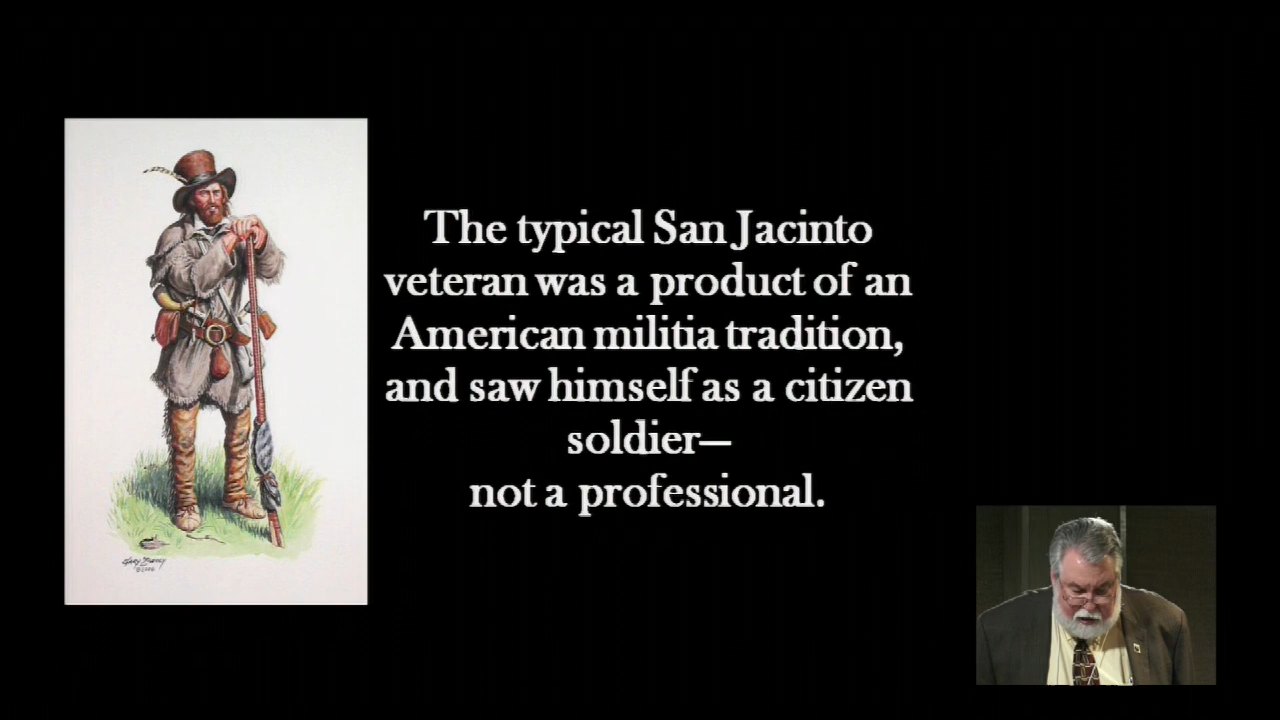 The typical San Jacinto
veteran was a product of an
American militia tradition,
and saw himself as a citizen
soldier—
not a professional.